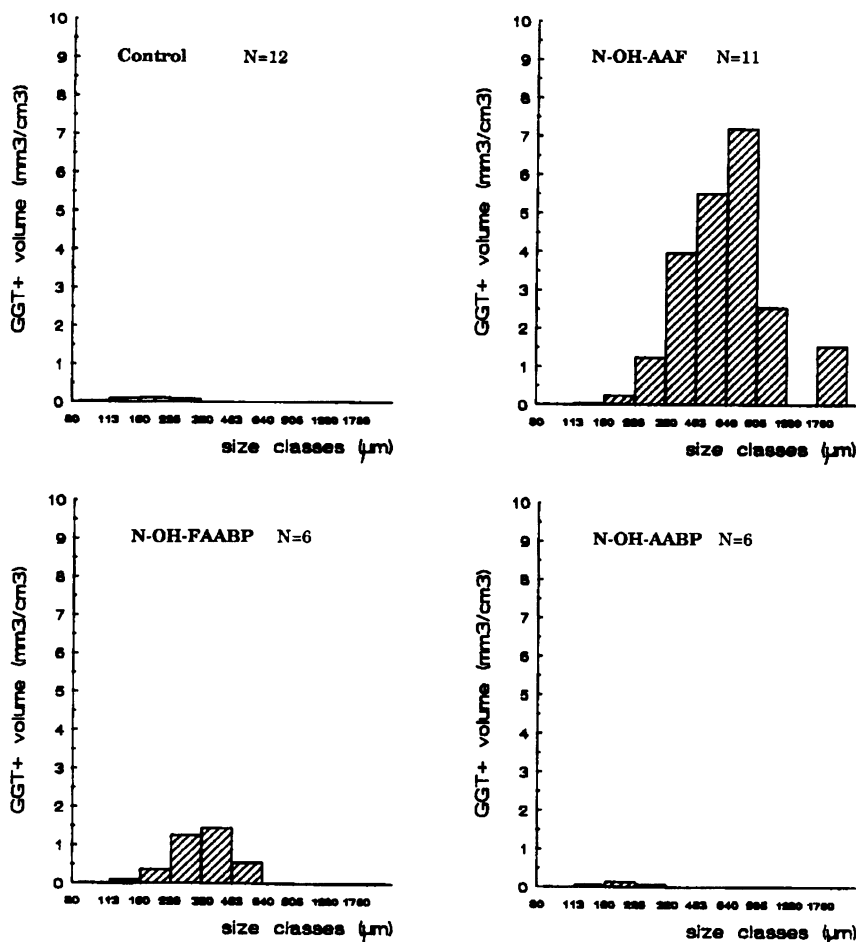 10
9
8
7
6
5
4
3
2
1
0
GGT+ volume (mm3/cm3)
Control N=12
80 113 160 226 320 453 640 905 1280
size classes (μm)
10
9
8
7
6
5
4
3
2
1
0
GGT+ volume (mm3/cm3)
N-OH-AAF N=11
80 113 160 226 320 453 640 905 1280
size classes (μm)
10
9
8
7
6
5
4
3
2
1
0
GGT+ volume (mm3/cm3)
N-OH-FAABP N=6
80 113 160 226 320 453 640 905 1280
size classes (μm)
10
9
8
7
6
5
4
3
2
1
0
GGT+ volume (mm3/cm3)
N-OH-AABP N=6
80 113 160 226 320 453 640 905 1280
size classes (μm)